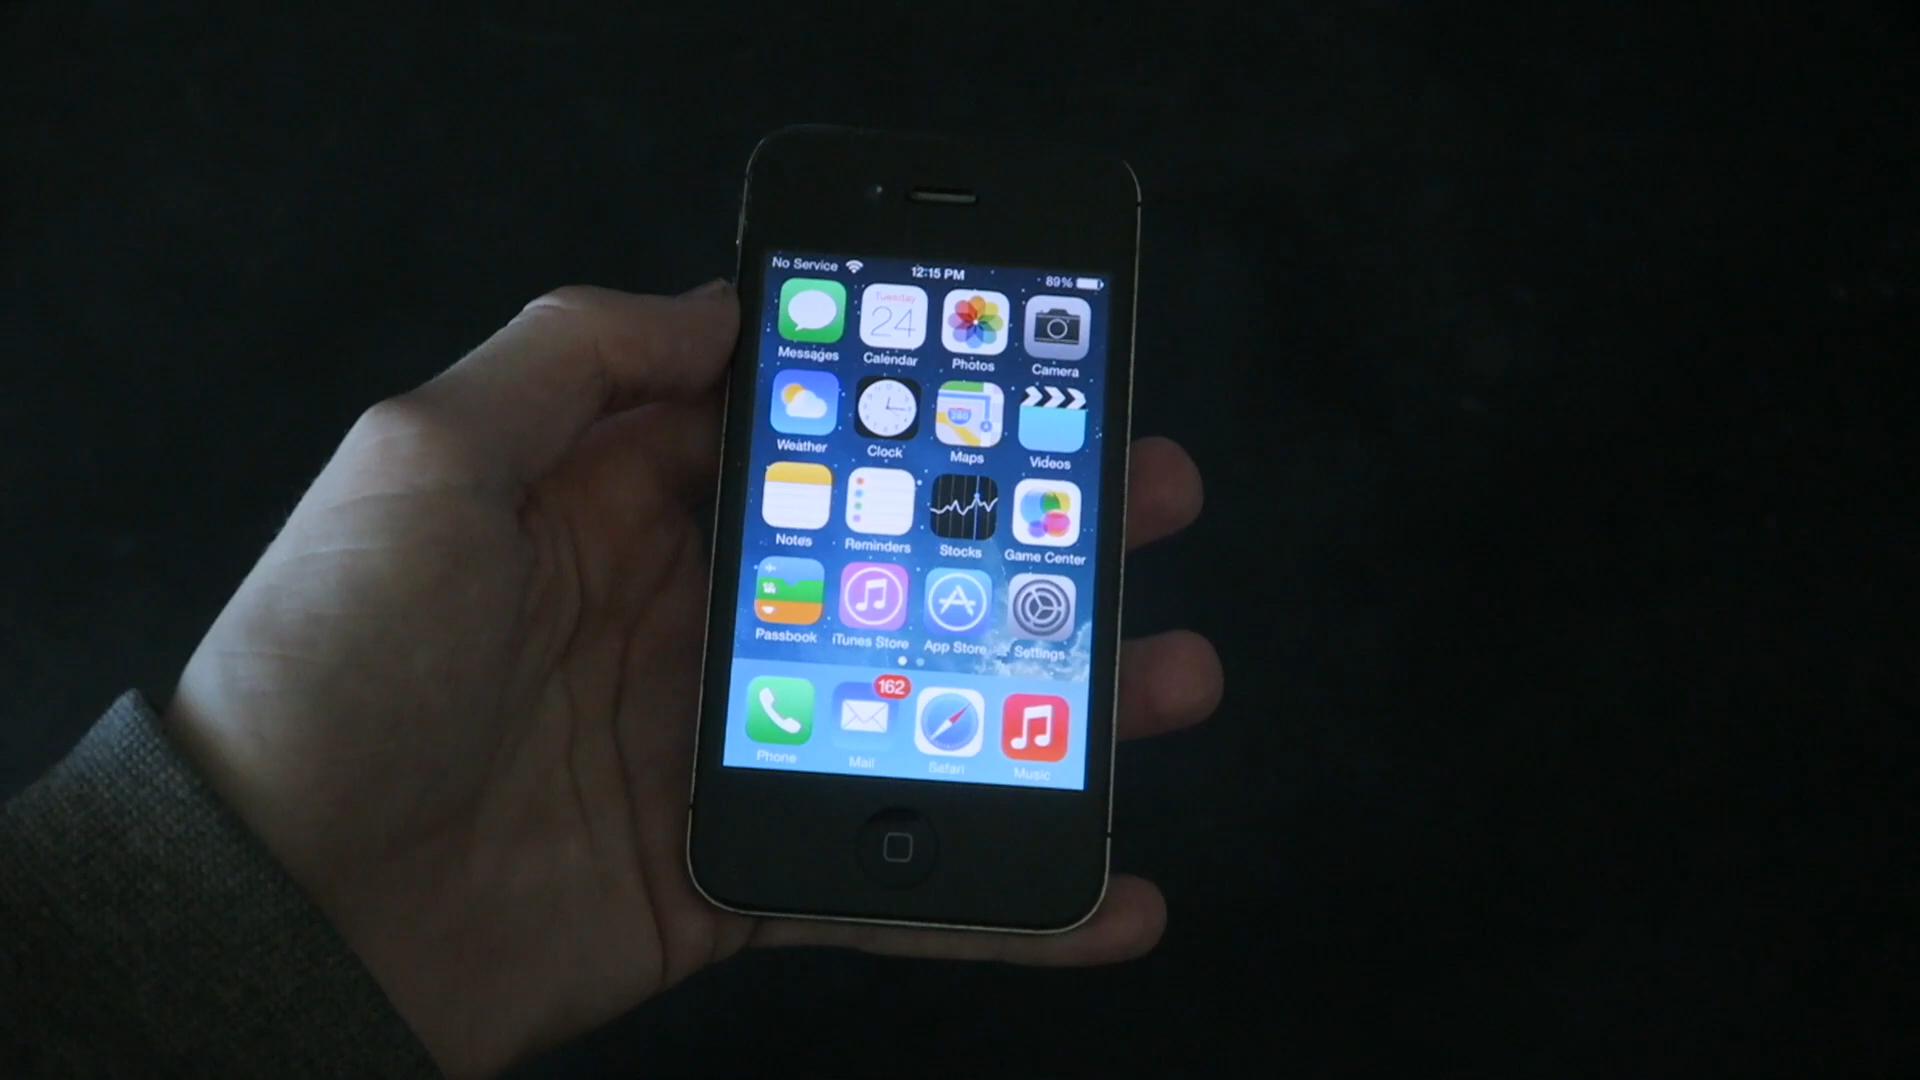 No Service 12:15 PM 89%
Tuesday
24
Messages Calendar Photos Camera
280
Weather Clock Maps Videos
Notes Reminders Stocks Game Center
Passbook iTunes Store App Store Settings
162
Phone Mail Safari Music